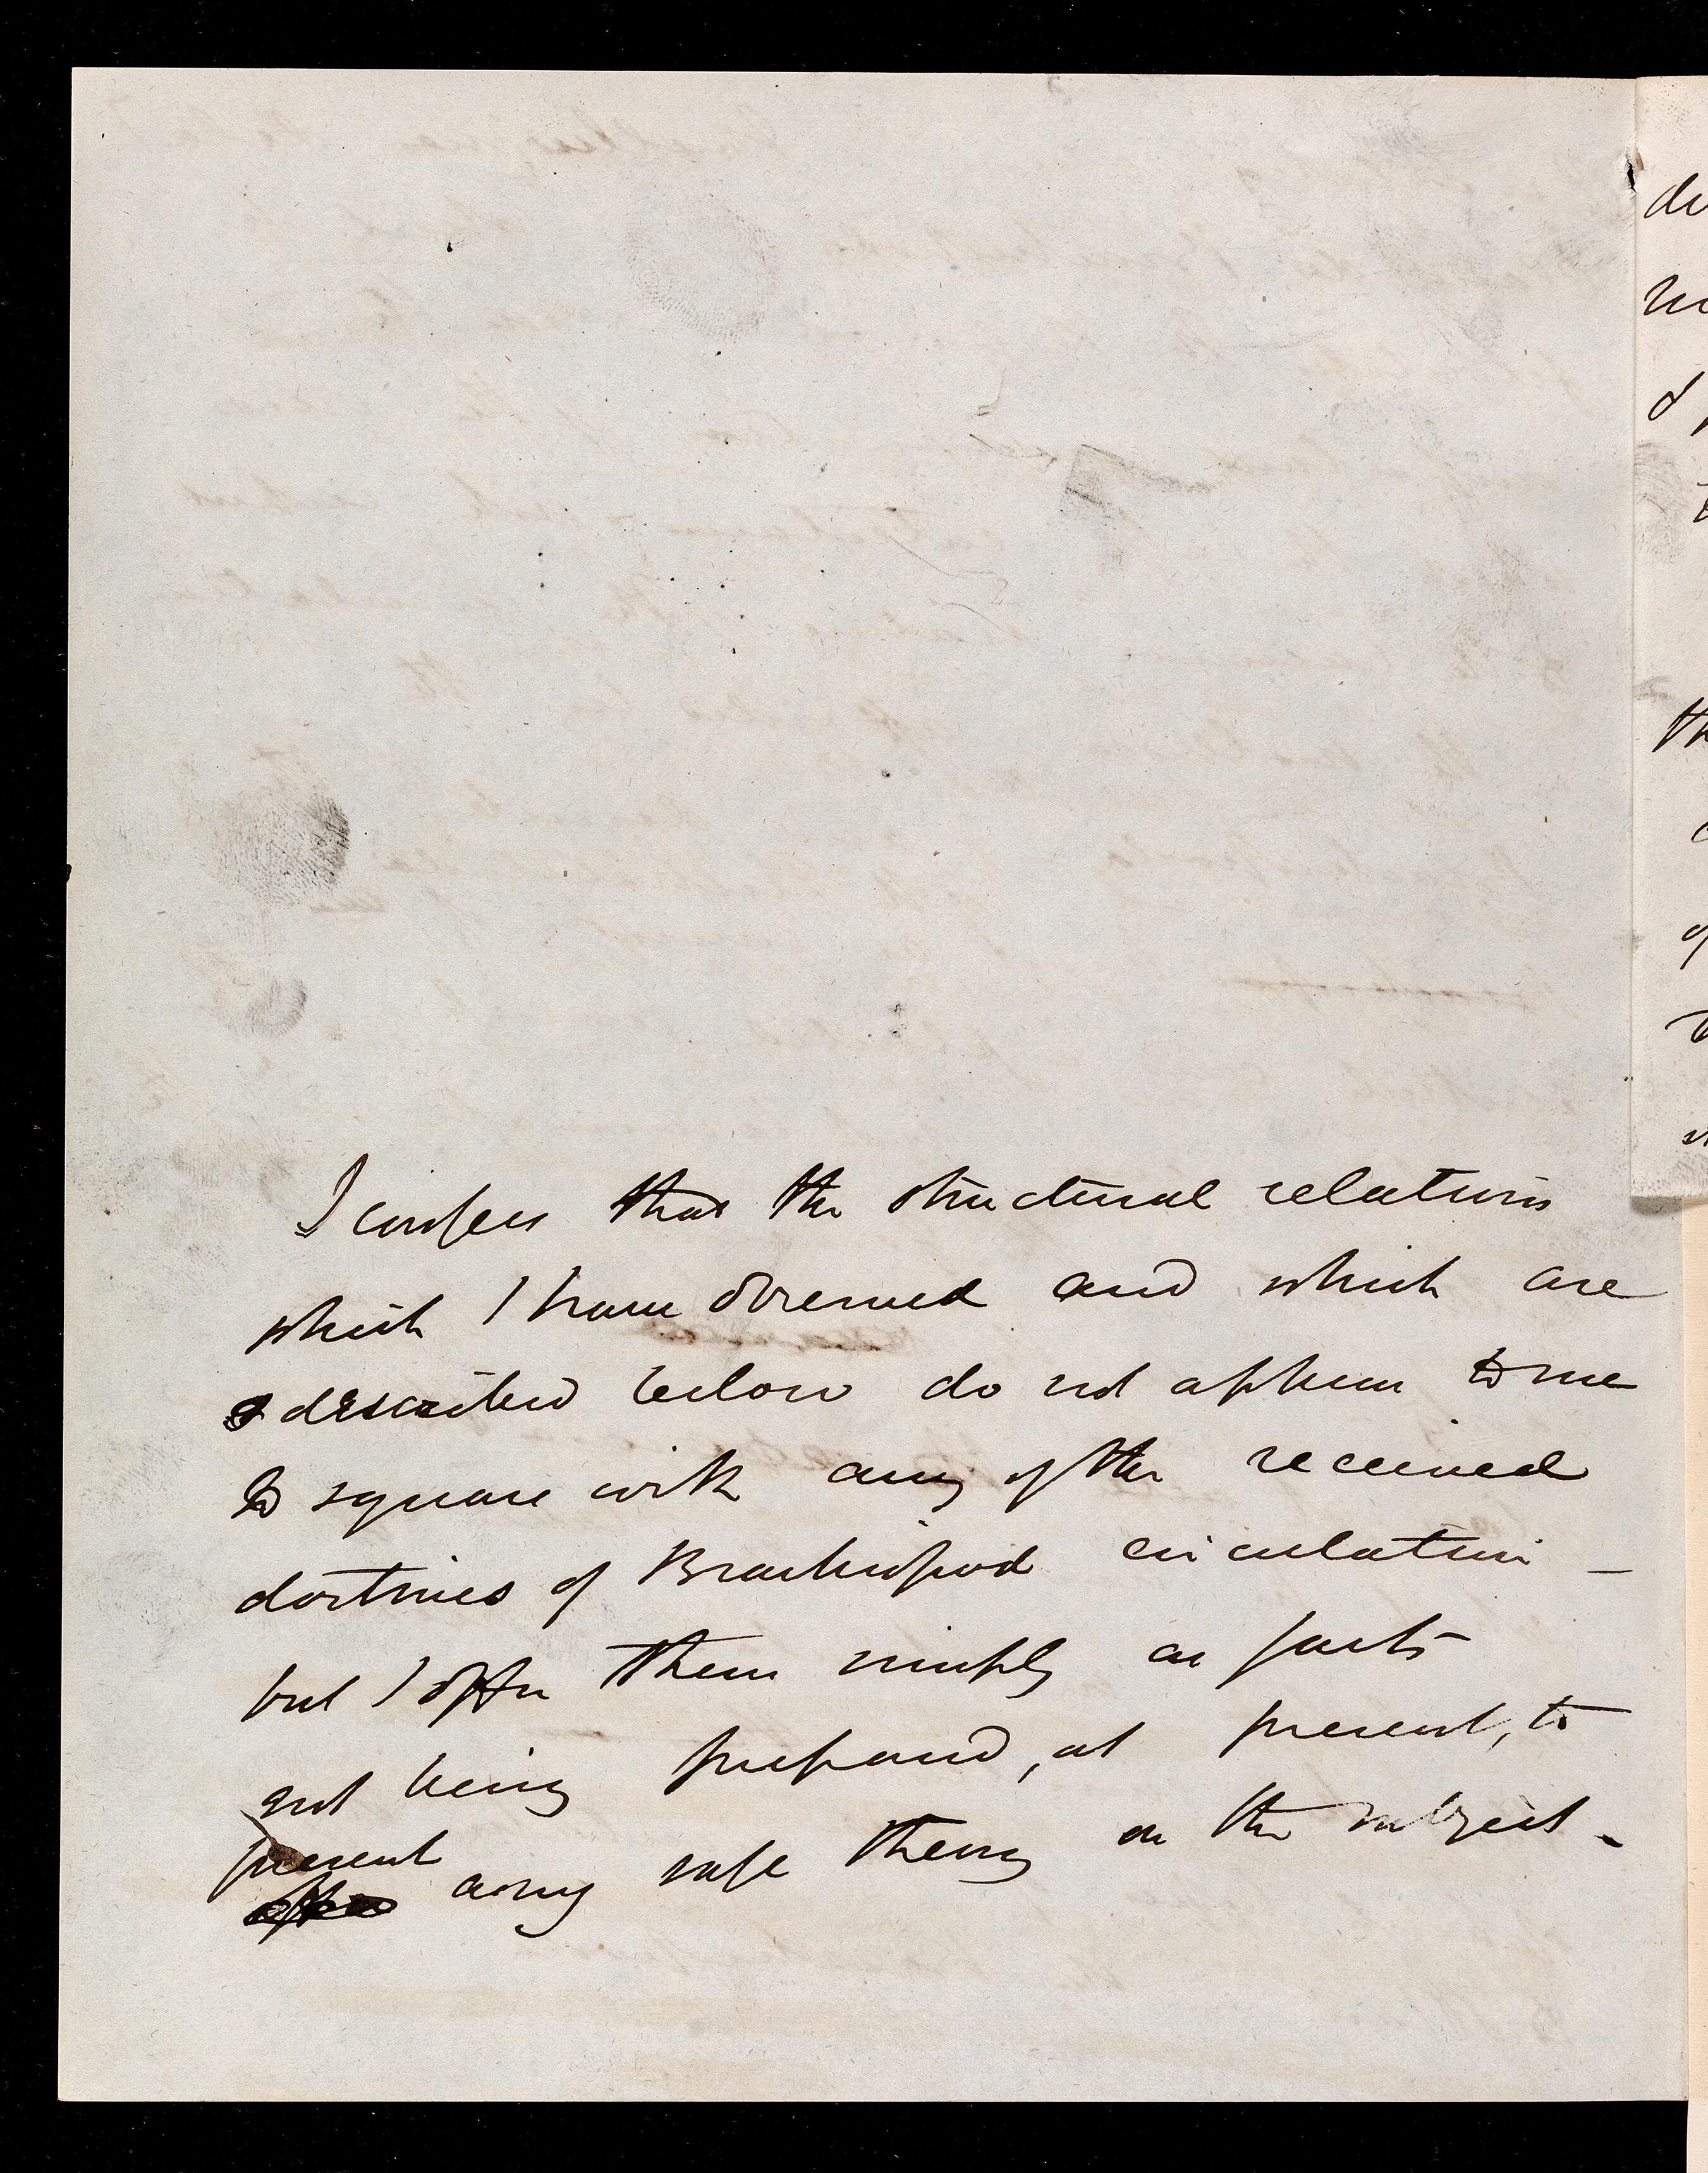 I confess that the structural relations
which I have observed and which are
described below do not appear to me
to square with any of the received
doctrines of Brachiopod circulation —
but I offer them simply as facts
not being prepared, at present, to
present
any safe theory on the subject.